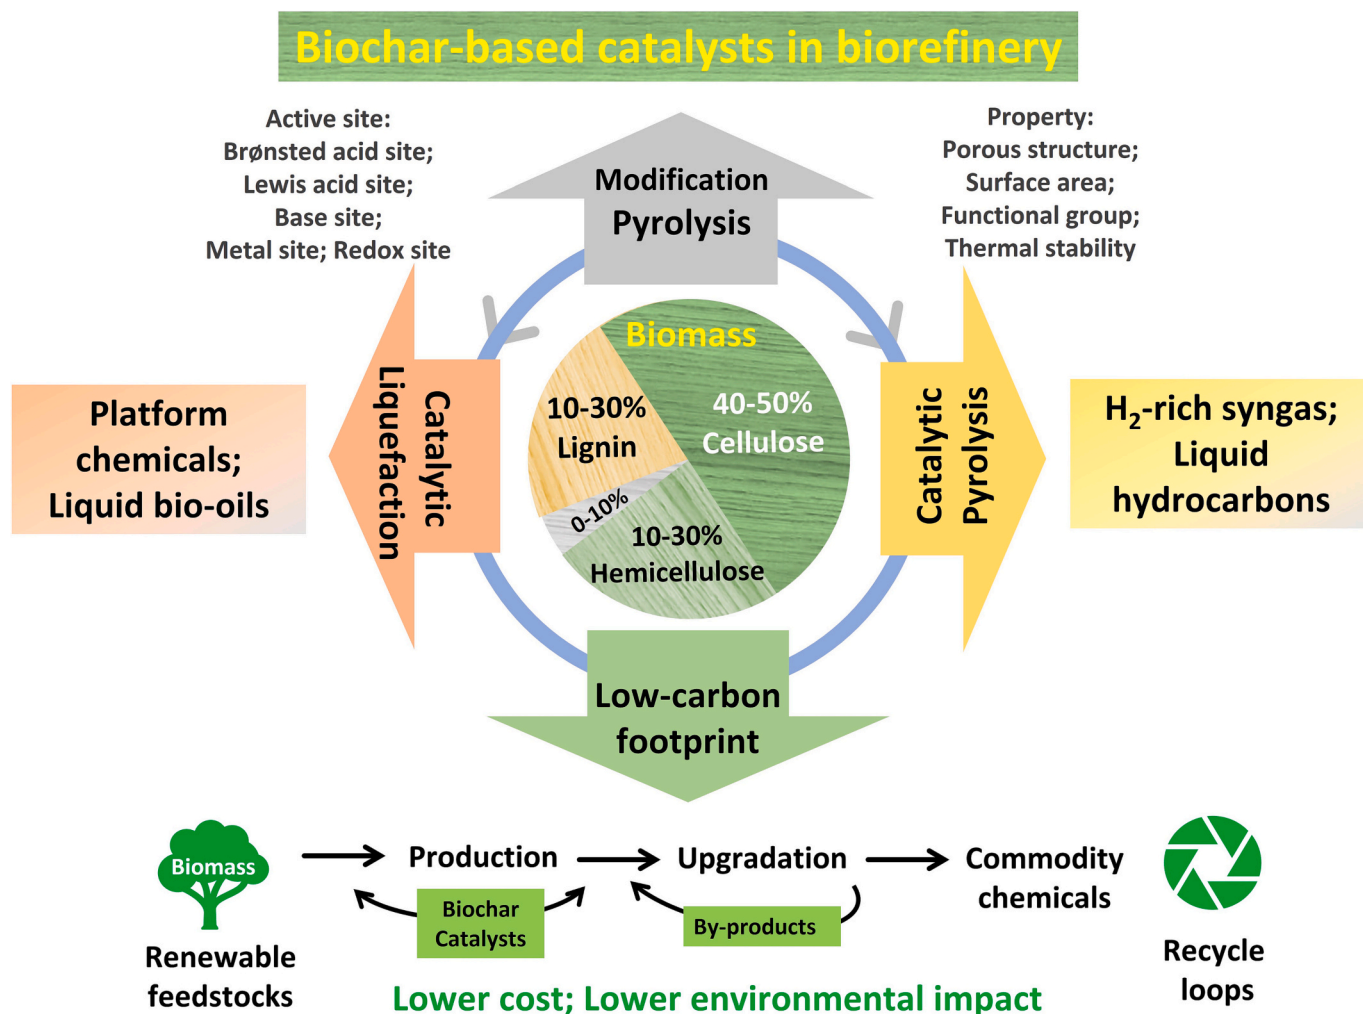 Biochar-based catalysts in biorefinery
Active site:
Brønsted acid site;
Lewis acid site;
Base site;
Metal site; Redox site
Modification
Pyrolysis
Property:
Porous structure;
Surface area;
Functional group;
Thermal stability
Platform
chemicals;
Liquid bio-oils
Catalytic
Liquefaction
Biomass
10-30%
Lignin
40-50%
Cellulose
0-10%
10-30%
Hemicellulose
Catalytic
Pyrolysis
H₂-rich syngas;
Liquid
hydrocarbons
Low-carbon
footprint
Biomass
Renewable
feedstocks
Production
Biochar
Catalysts
Upgradation
By-products
Commodity
chemicals
Recycle
loops
Lower cost; Lower environmental impact